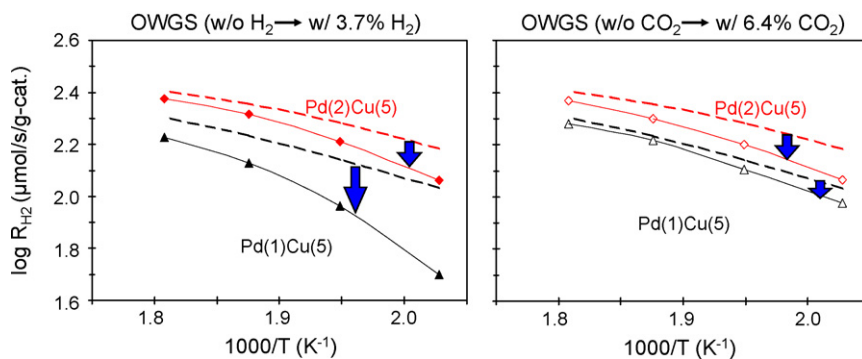 OWGS (w/o H₂→ w/ 3.7% H₂)
OWGS (w/o CO₂→ w/ 6.4% CO₂)
log R_H2 (μmol/s/g-cat.)
2.6
2.4
2.2
2.0
1.8
1.6
Pd(2)Cu(5)
Pd(1)Cu(5)
1.8
1.9
2.0
1000/T (K⁻¹)
Pd(2)Cu(5)
Pd(1)Cu(5)
1.8
1.9
2.0
1000/T (K⁻¹)